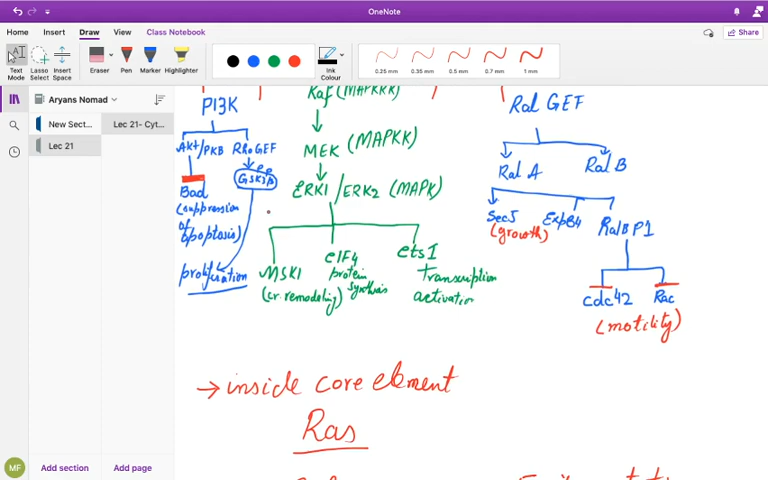 OneNote
Home
Insert
Draw
View
Class Notebook
Share
Text Mode
Lasso Select
Insert Space
Eraser
Pen
Marker
Highlighter
Ink Colour
0.25 mm
0.35 mm
0.5 mm
0.7 mm
1 mm
Aryans Nomad
New Sect...
Lec 21- Cyt...
Lec 21
PI3K
Raf (MAPKKK)
Ral GEF
Akt/PKB
RhoGEF
MEK (MAPKK)
Ral A
Ral B
GSK3/β
Bad
(suppression
of apoptosis)
ERK1/ERK2 (MAPK)
Sec5
(growth)
Exp84
RalBP1
proliferation
MSK1
(cr. remodeling)
eIF4
protein
synthesis
ets I
Transcription
activation
cdc42
Rac
(motility)
→ inside core element
Ras
MF
Add section
Add page